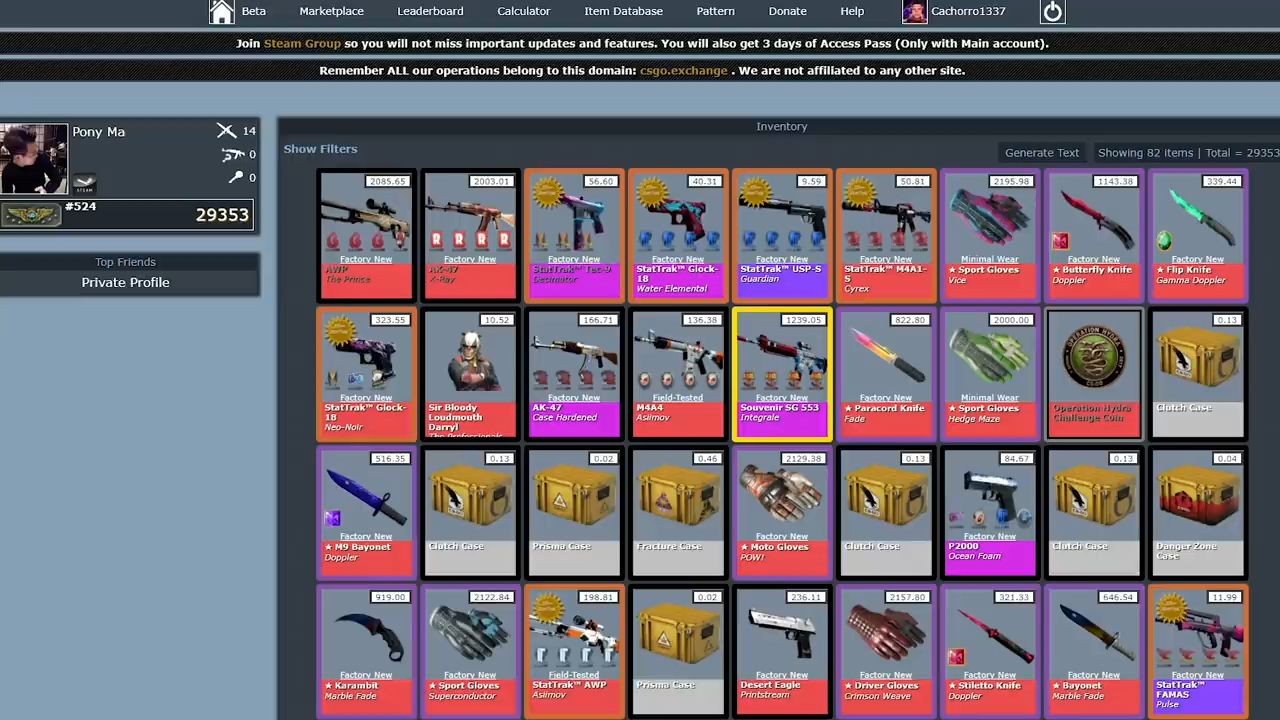 Beta Marketplace Leaderboard Calculator Item Database Pattern Donate Help Cachorro1337
Join Steam Group so you will not miss important updates and features. You will also get 3 days of Access Pass (Only with Main account).
Remember ALL our operations belong to this domain: csgo.exchange . We are not affiliated to any other site.
Pony Ma 14
0
0
STEAM
#524
29353
Top Friends
Private Profile
Inventory
Show Filters
Generate Text Showing 82 items | Total = 29353
2085.65 2003.01 56.60 40.31 9.59 50.81 2195.98 1143.38 339.44
Factory New Factory New Factory New Factory New Factory New Factory New Minimal Wear Factory New Factory New
AWP AK-47 StatTrak™ Tec-9 StatTrak™ Glock-18 StatTrak™ USP-S StatTrak™ M4A1-S ★ Sport Gloves ★ Butterfly Knife ★ Flip Knife
The Prince X-Ray Decimator Water Elemental Guardian Cyrex Vice Doppler Gamma Doppler
323.55 10.52 166.71 136.38 1239.05 822.80 2000.00 0.13
Factory New Factory New Field-Tested Factory New Factory New Minimal Wear
StatTrak™ Glock-18 Sir Bloody Loudmouth Darryl AK-47 M4A4 Souvenir SG 553 ★ Paracord Knife ★ Sport Gloves Operation Hydra Challenge Coin Clutch Case
Neo-Noir The Professionals Case Hardened Asiimov Integrale Fade Hedge Maze
516.35 0.13 0.02 0.46 2129.38 0.13 84.67 0.13 0.04
Factory New Factory New Factory New
★ M9 Bayonet Clutch Case Prisma Case Fracture Case ★ Moto Gloves Clutch Case P2000 Clutch Case Danger Zone Case
Doppler POW! Ocean Foam
919.00 2122.84 198.81 0.02 236.11 2157.80 321.33 646.54 11.99
Factory New Factory New Field-Tested Factory New Factory New Factory New Factory New Factory New
★ Karambit ★ Sport Gloves StatTrak™ AWP Prisma Case Desert Eagle ★ Driver Gloves ★ Stiletto Knife ★ Bayonet StatTrak™ FAMAS
Marble Fade Superconductor Asiimov Printstream Crimson Weave Doppler Marble Fade Pulse